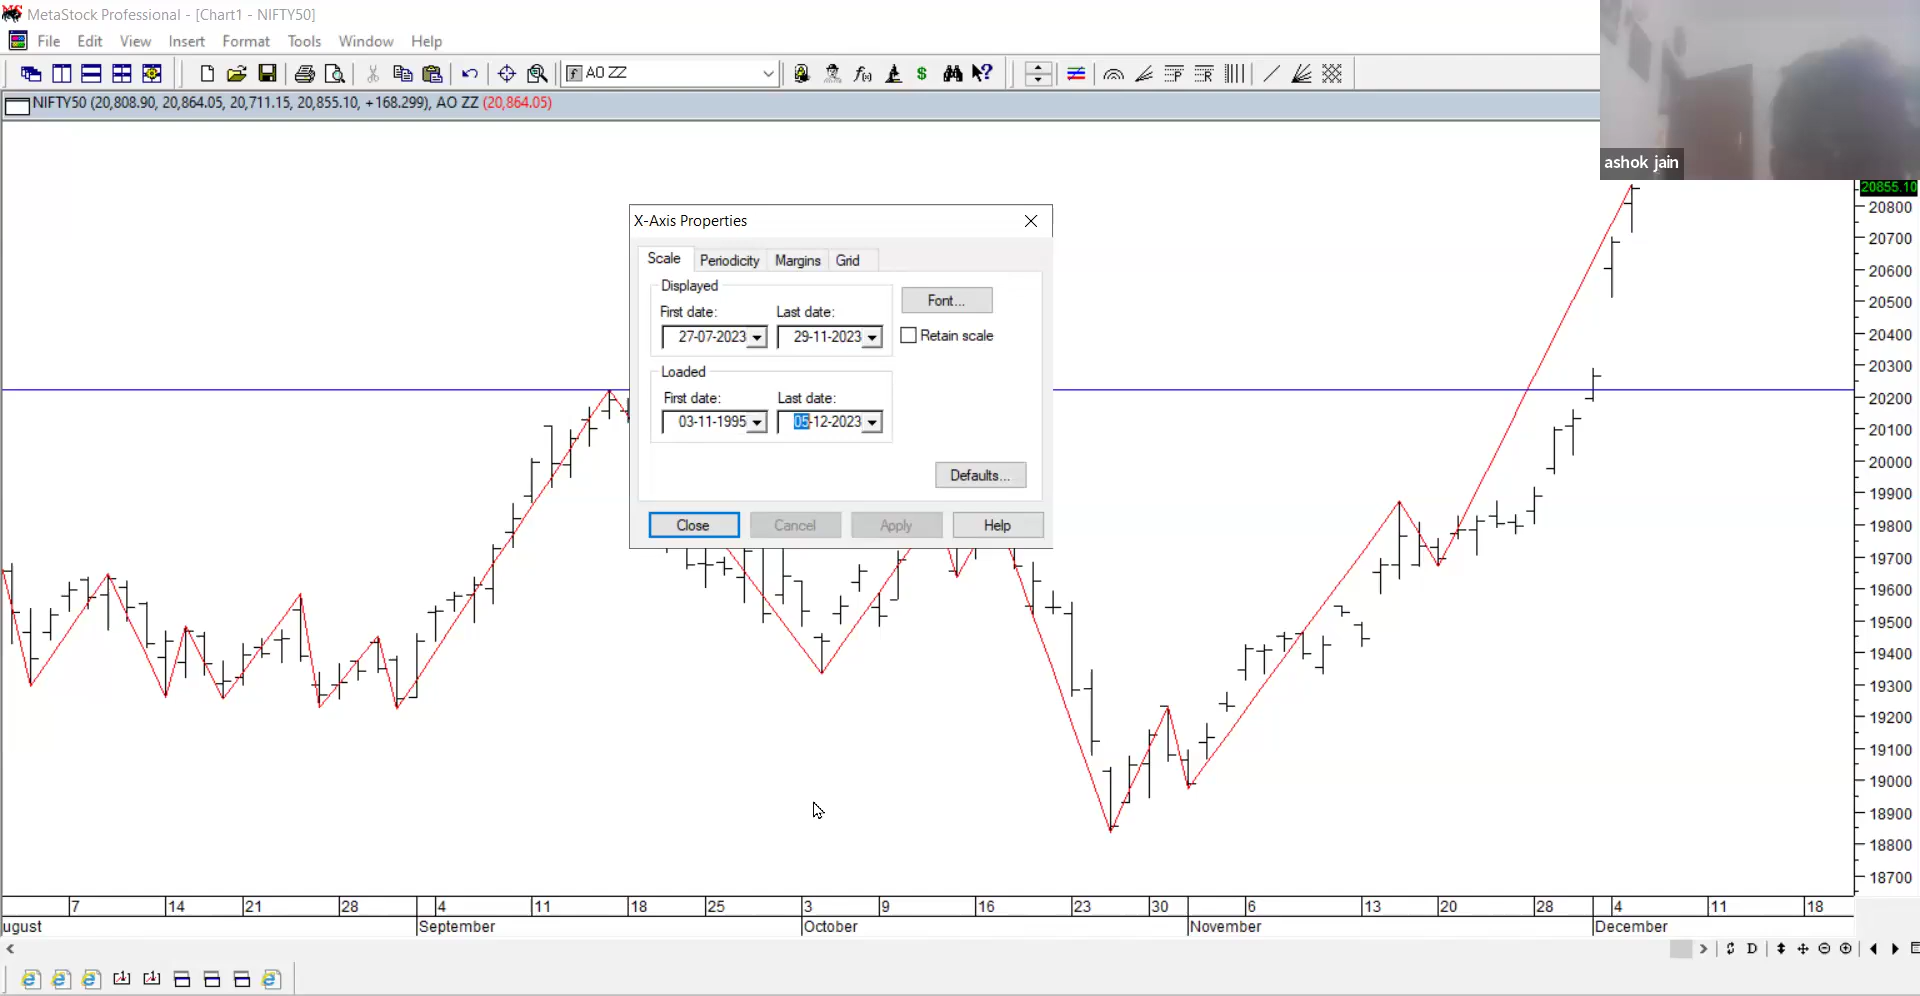 MetaStock Professional - [Chart1 - NIFTY50]
File Edit View Insert Format Tools Window Help
AO ZZ
NIFTY50 (20,808.90, 20,864.05, 20,711.15, 20,855.10, +168.299), AO ZZ (20,864.05)
ashok jain
X-Axis Properties
Scale Periodicity Margins Grid
Displayed
Font...
First date: Last date:
27-07-2023 29-11-2023
Retain scale
Loaded
First date: Last date:
03-11-1995 05-12-2023
Defaults...
Close Cancel Apply Help
20855.10
20800
20700
20600
20500
20400
20300
20200
20100
20000
19900
19800
19700
19600
19500
19400
19300
19200
19100
19000
18900
18800
18700
7 14 21 28 4 11 18 25 3 9 16 23 30 6 13 20 28 4 11 18
ugust September October November December
D